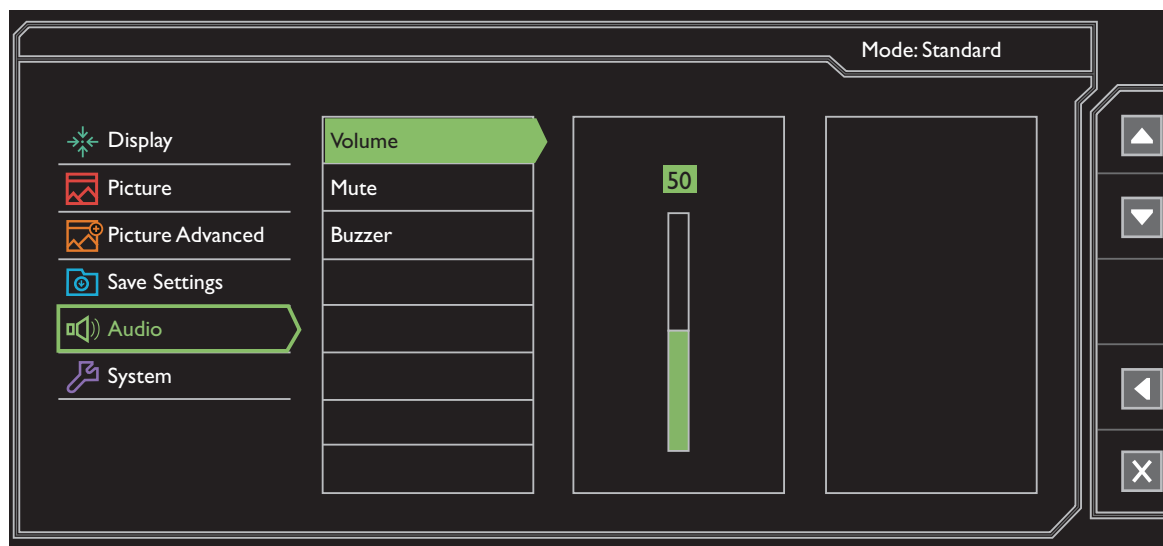 Mode: Standard
Display
Picture
Picture Advanced
Save Settings
Audio
System
Volume
Mute
Buzzer
50
X